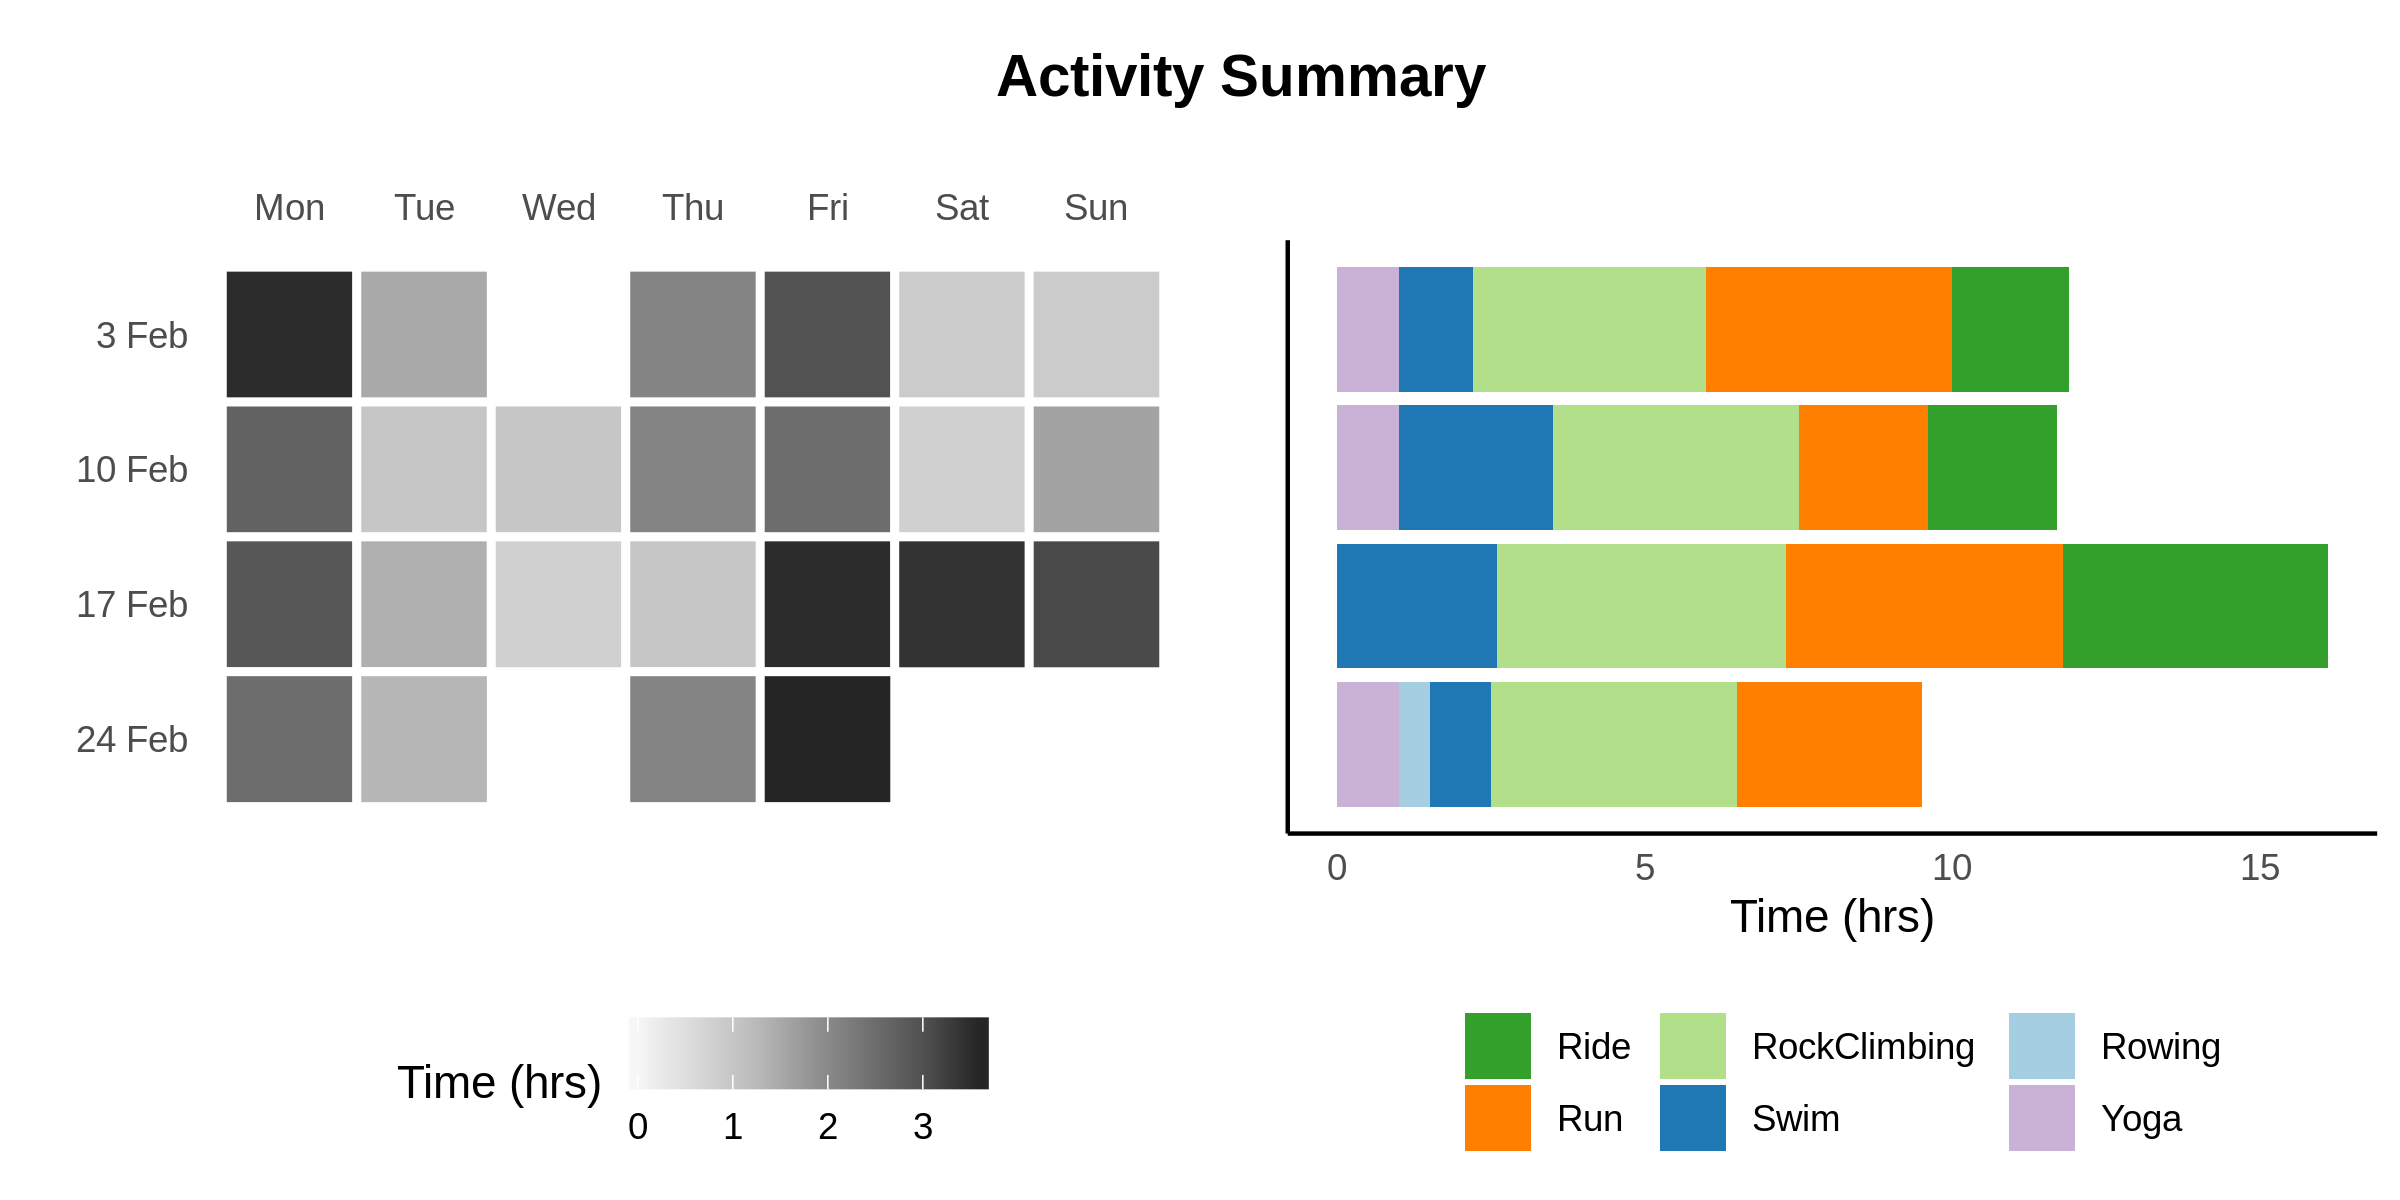 Activity Summary
Mon Tue Wed Thu Fri Sat Sun
3 Feb
10 Feb
17 Feb
24 Feb
0 5 10 15
Time (hrs)
Time (hrs)
0 1 2 3
Ride RockClimbing Rowing
Run Swim Yoga